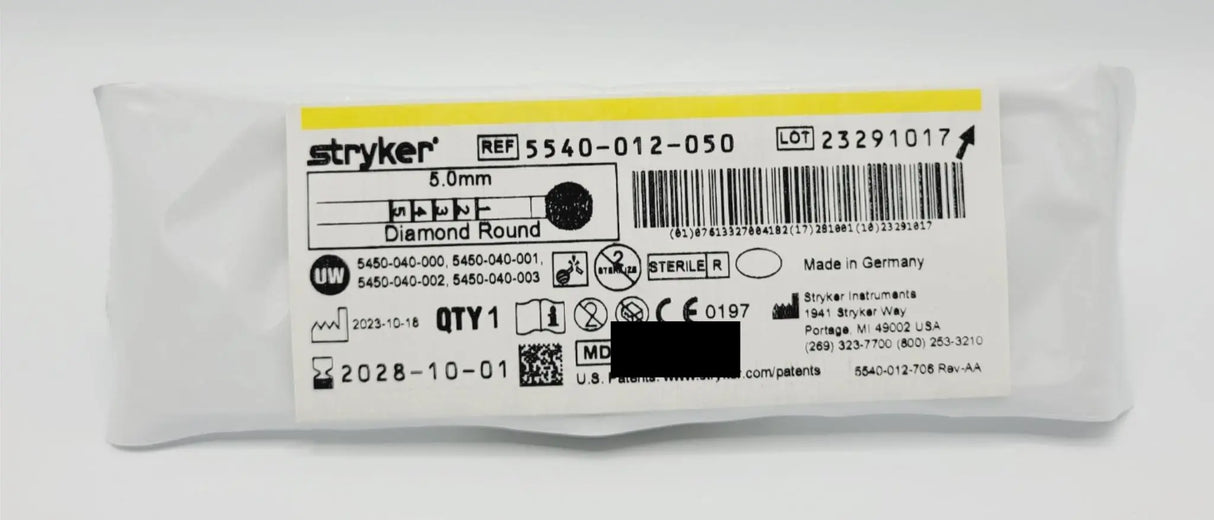 stryker REF 5540-012-050 LOT 23291017
5.0mm
5 4 3 2 1
Diamond Round
(01)07613327004182(17)281001(10)23291017
UW 5450-040-000, 5450-040-001,
5450-040-002, 5450-040-003
2 STERILIZE STERILE R Made in Germany
2023-10-18 QTY 1 i 2 CE 0197
Stryker Instruments
1941 Stryker Way
Portage, MI 49002 USA
(269) 323-7700 (800) 253-3210
2028-10-01 MD
U.S. Patents: .com/patents 5540-012-706 Rev-AA